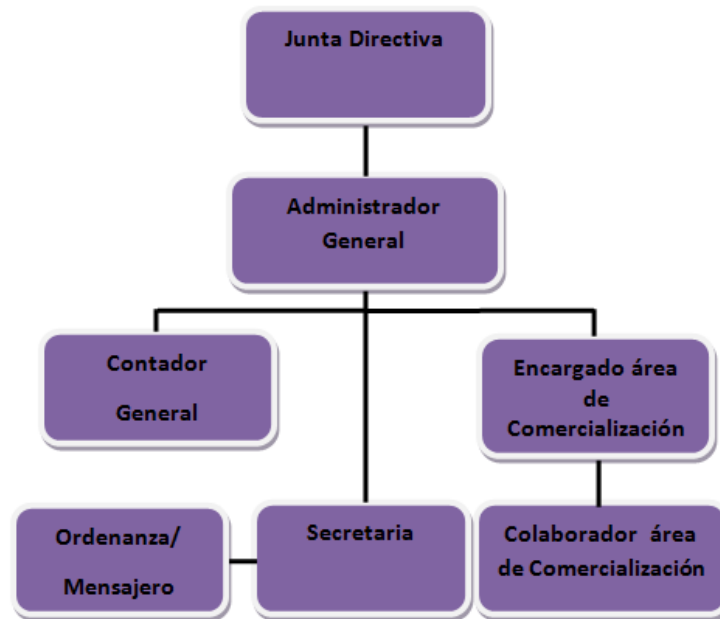 Junta Directiva
Administrador
General
Contador
General
Encargado área
de
Comercialización
Ordenanza/
Mensajero
Secretaria
Colaborador área
de Comercialización